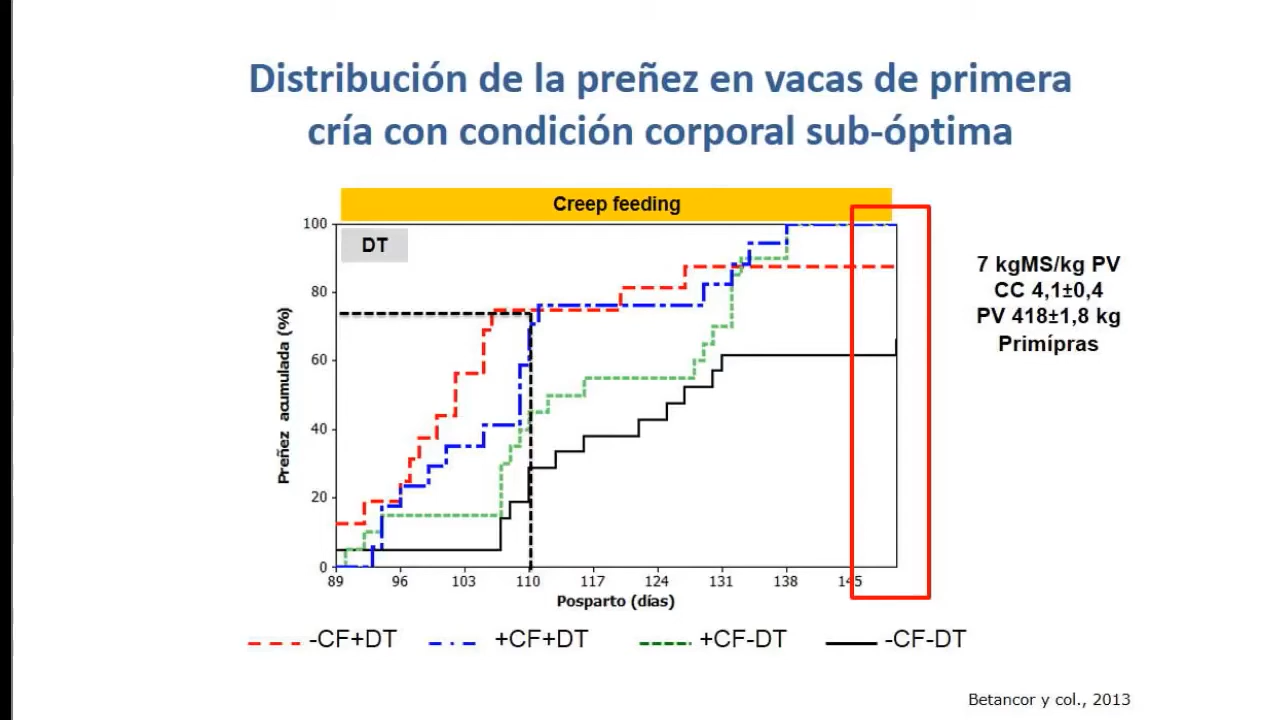 Distribución de la preñez en vacas de primera
cría con condición corporal sub-óptima
Creep feeding
DT
100
80
60
40
20
0
Preñez acumulada (%)
89 96 103 110 117 124 131 138 145
Posparto (días)
7 kgMS/kg PV
CC 4,1±0,4
PV 418±1,8 kg
Primípras
-CF+DT +CF+DT +CF-DT -CF-DT
Betancor y col., 2013